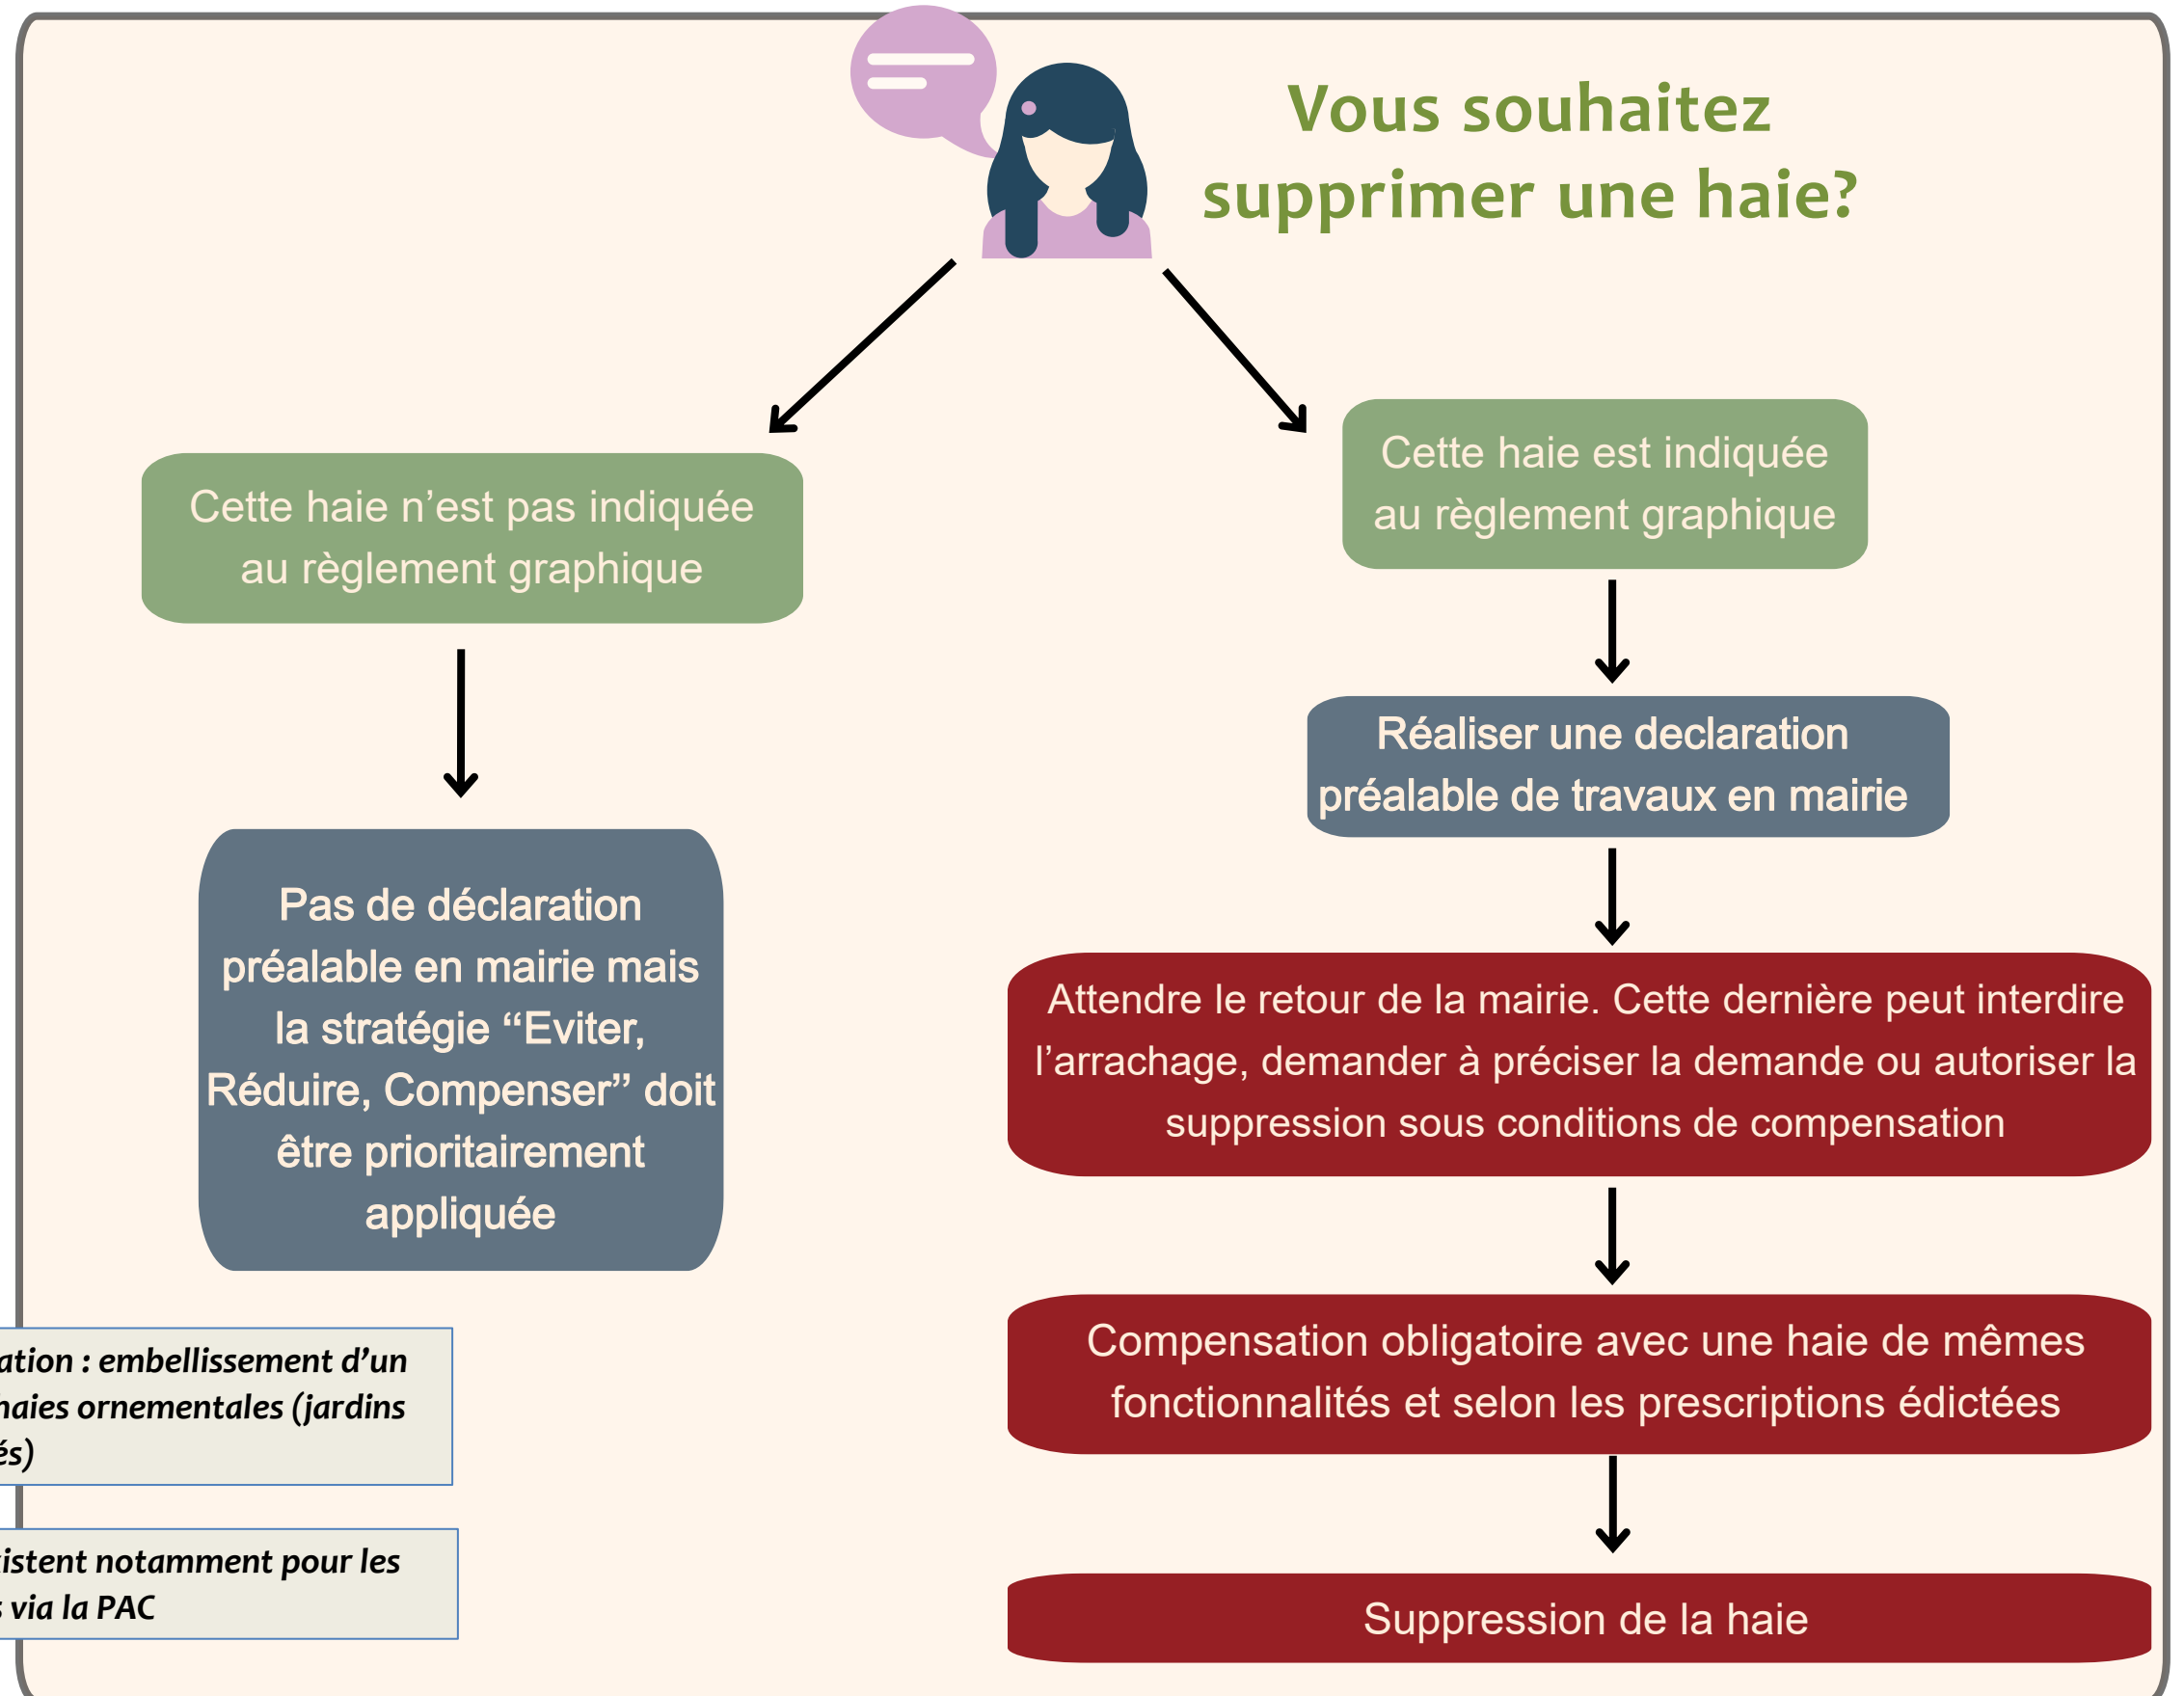 Vous souhaitez
supprimer une haie?
Cette haie n’est pas indiquée
au règlement graphique
Pas de déclaration
préalable en mairie mais
la stratégie “Eviter,
Réduire, Compenser” doit
être prioritairement
appliquée
Cette haie est indiquée
au règlement graphique
Réaliser une declaration
préalable de travaux en mairie
Attendre le retour de la mairie. Cette dernière peut interdire
l’arrachage, demander à préciser la demande ou autoriser la
suppression sous conditions de compensation
Compensation obligatoire avec une haie de mêmes
fonctionnalités et selon les prescriptions édictées
Suppression de la haie
: embellissement d’un
haies ornementales (jardins
notamment pour les
via la PAC